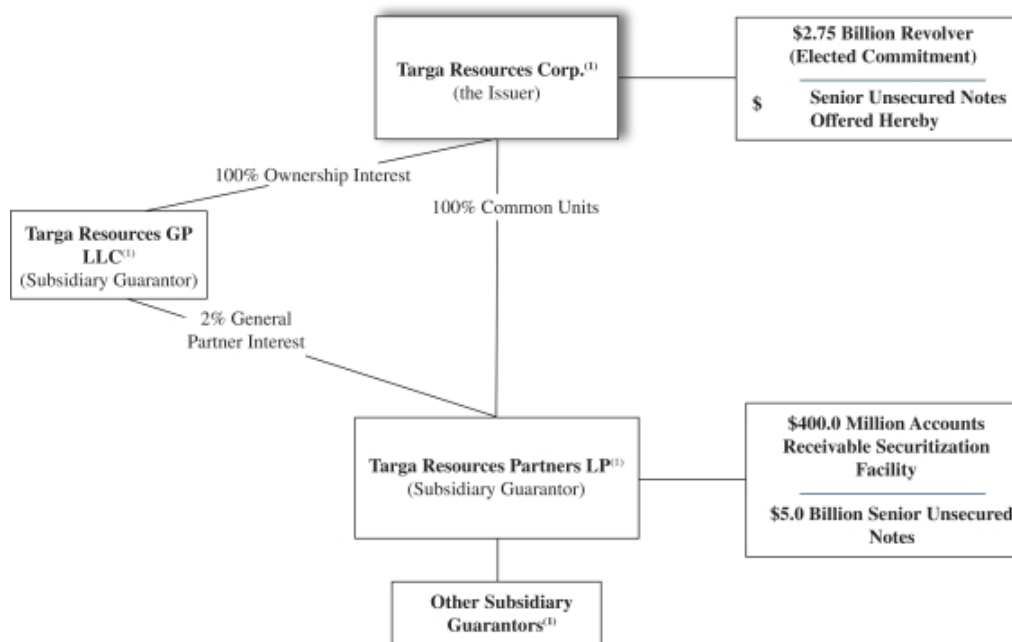 Targa Resources Corp.(1)
(the Issuer)
$2.75 Billion Revolver
(Elected Commitment)
$ Senior Unsecured Notes
Offered Hereby
100% Ownership Interest
100% Common Units
Targa Resources GP
LLC(1)
(Subsidiary Guarantor)
2% General
Partner Interest
Targa Resources Partners LP(1)
(Subsidiary Guarantor)
$400.0 Million Accounts
Receivable Securitization
Facility
$5.0 Billion Senior Unsecured
Notes
Other Subsidiary
Guarantors(1)